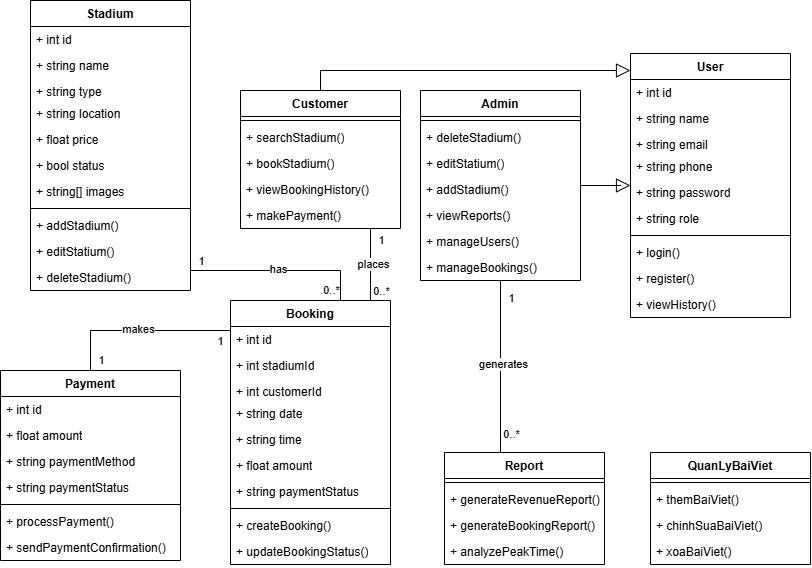 Stadium
+ int id
+ string name
+ string type
+ string location
+ float price
+ bool status
+ string[] images
+ addStadium()
+ editStatium()
+ deleteStadium()
Customer
+ searchStadium()
+ bookStadium()
+ viewBookingHistory()
+ makePayment()
Admin
+ deleteStadium()
+ editStatium()
+ addStadium()
+ viewReports()
+ manageUsers()
+ manageBookings()
User
+ int id
+ string name
+ string email
+ string phone
+ string password
+ string role
+ login()
+ register()
+ viewHistory()
1
has
0..*
1
places
0..*
1
generates
0..*
makes
1
1
Booking
+ int id
+ int stadiumId
+ int customerId
+ string date
+ string time
+ float amount
+ string paymentStatus
+ createBooking()
+ updateBookingStatus()
Payment
+ int id
+ float amount
+ string paymentMethod
+ string paymentStatus
+ processPayment()
+ sendPaymentConfirmation()
Report
+ generateRevenueReport()
+ generateBookingReport()
+ analyzePeakTime()
QuanLyBaiViet
+ themBaiViet()
+ chinhSuaBaiViet()
+ xoaBaiViet()